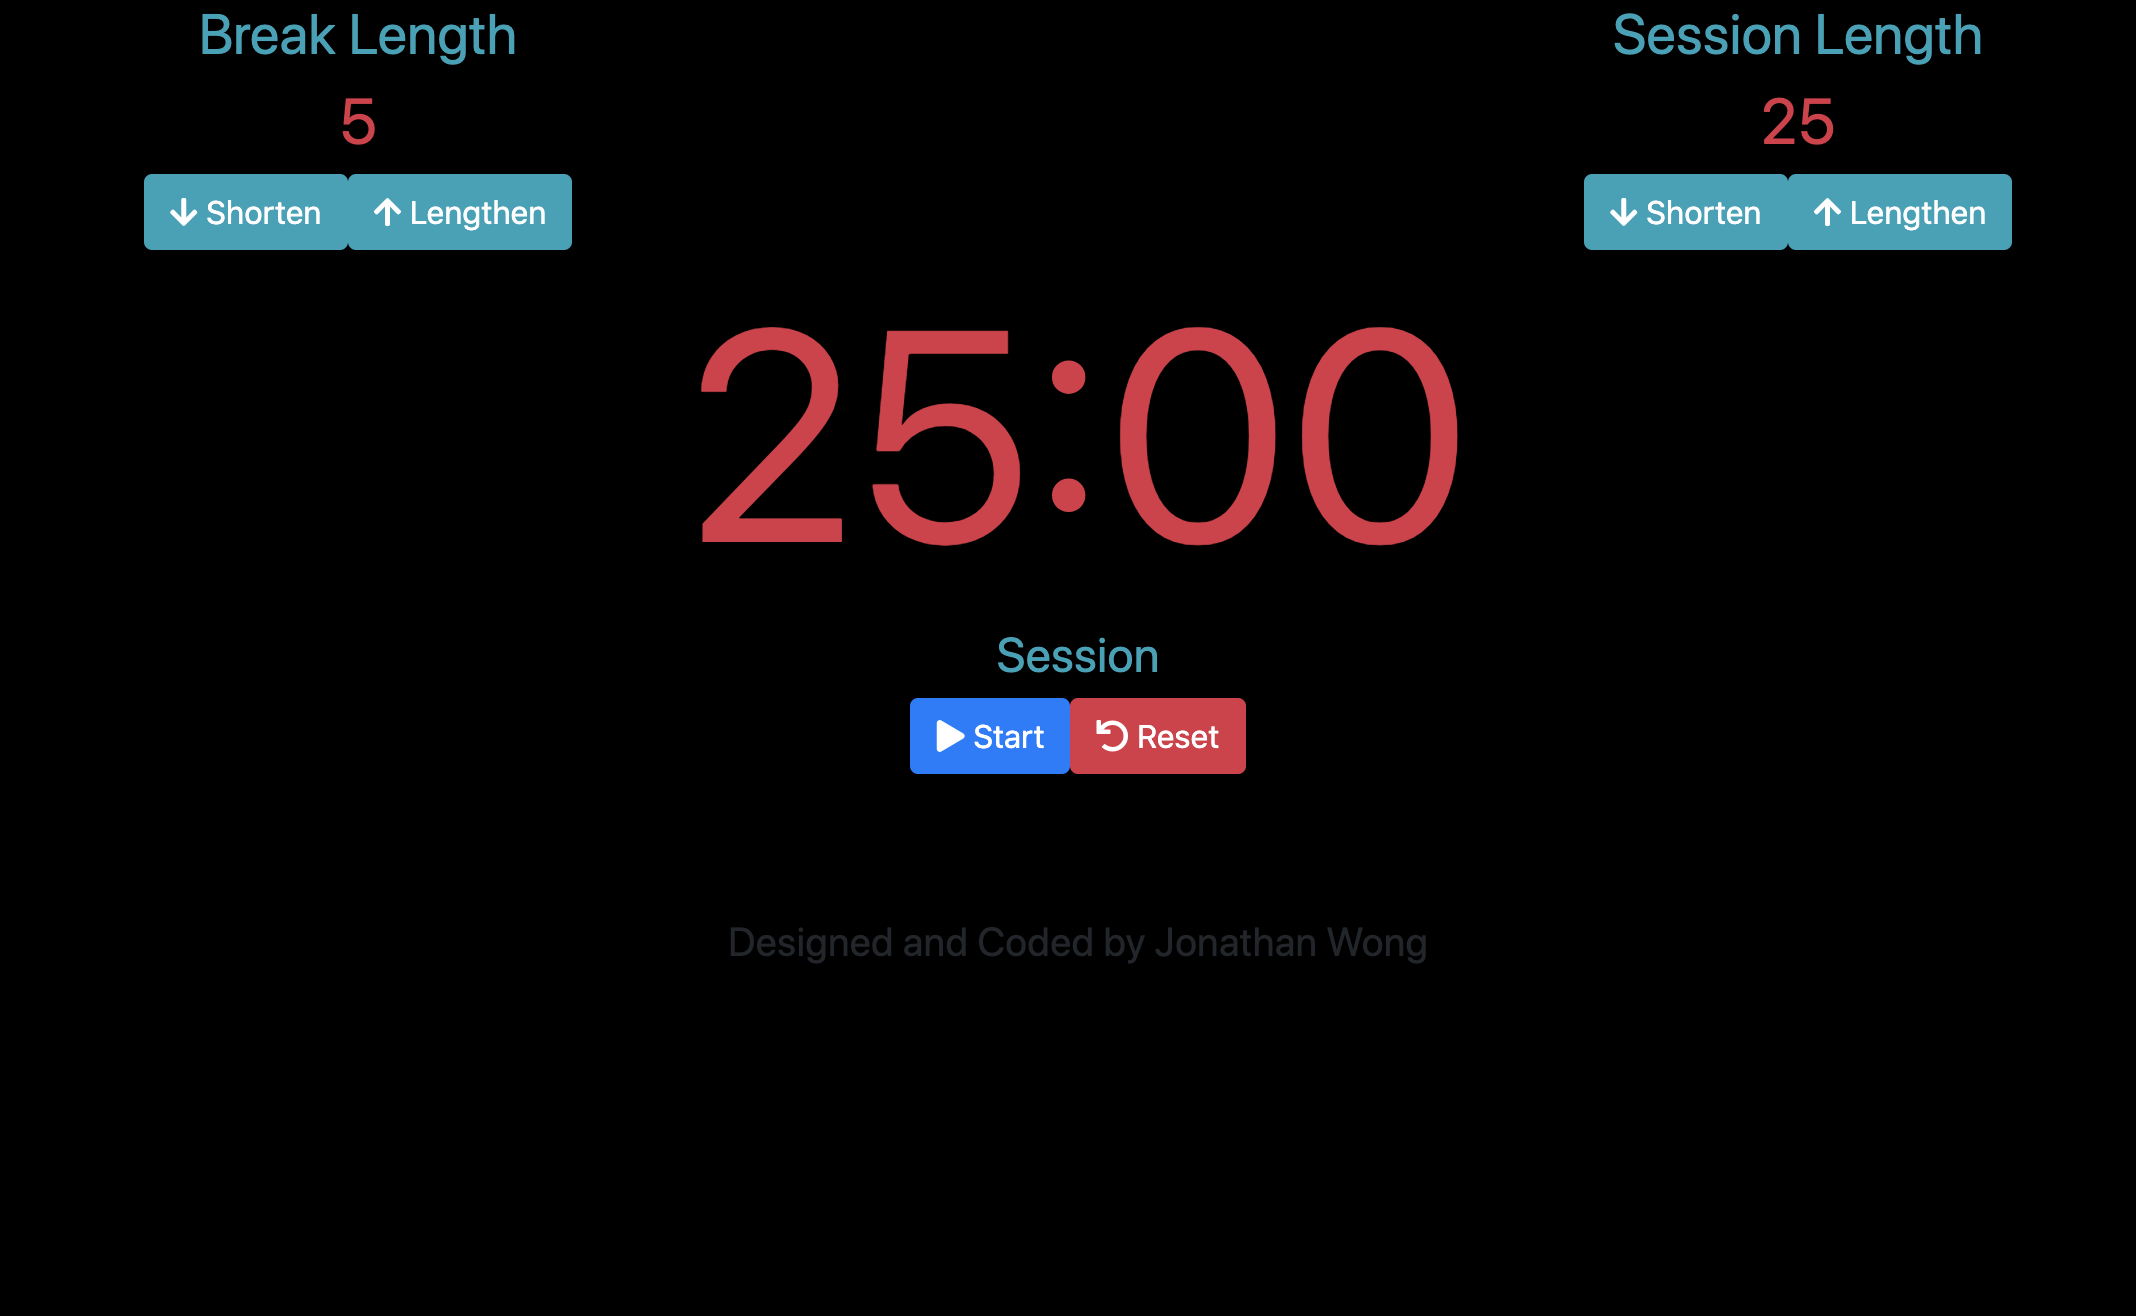 Break Length
5
Shorten
Lengthen
Session Length
25
Shorten
Lengthen
25:00
Session
Start
Reset
Designed and Coded by Jonathan Wong